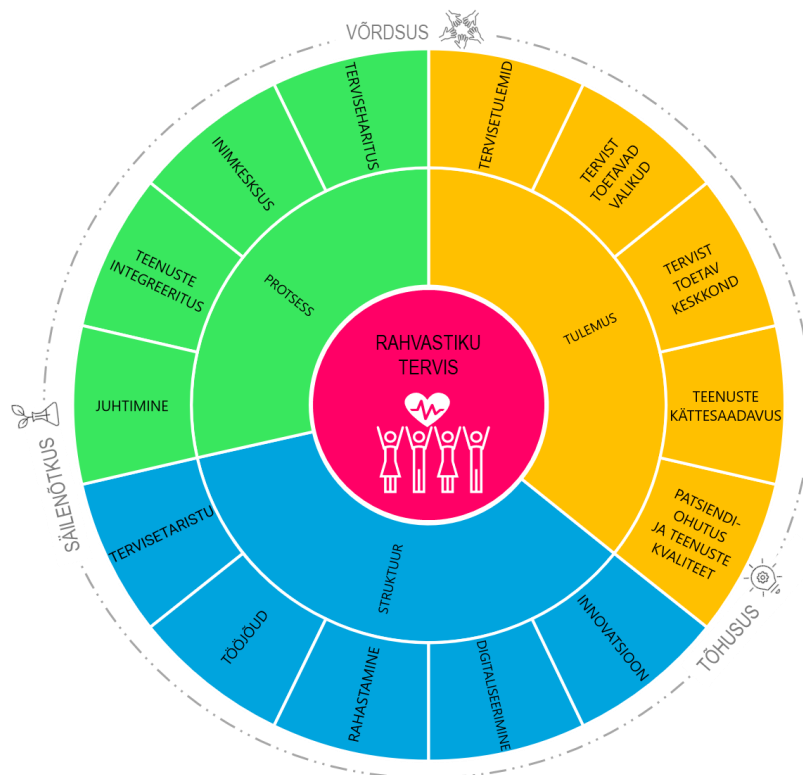 VÕRDSUS
TERVISEHARITUS
TERVISETULEMID
INIMKESKSUS
TERVIST
TOETAVAD
VALIKUD
TEENUSTE
INTEGREERITUS
TERVIST
TOETAV
KESKKOND
PROTSESS
TULEMUS
RAHVASTIKU
TERVIS
JUHTIMINE
TEENUSTE
KÄTTESAADAVUS
SÄILENÕTKUS
PATSIENDI-
OHUTUS
JA TEENUSTE
KVALITEET
TERVISETARISTU
STRUKTUUR
TÖÖJÕUD
INNOVATSIOON
TÕHUSUS
RAHASTAMINE
DIGITALISEERIMINE